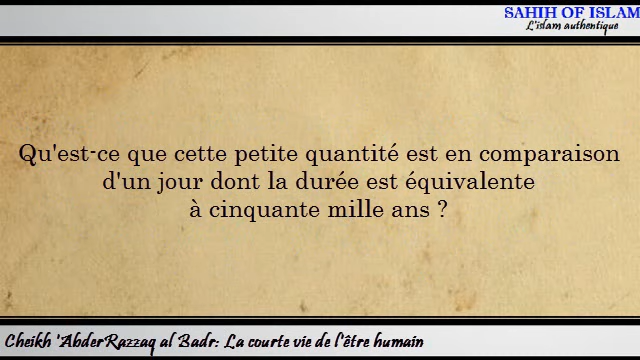 SAHIH OF ISLAM
L'islam authentique
Qu'est-ce que cette petite quantité est en comparaison
d'un jour dont la durée est équivalente
à cinquante mille ans ?
Cheikh 'AbderRazzaq al Badr: La courte vie de l'être humain